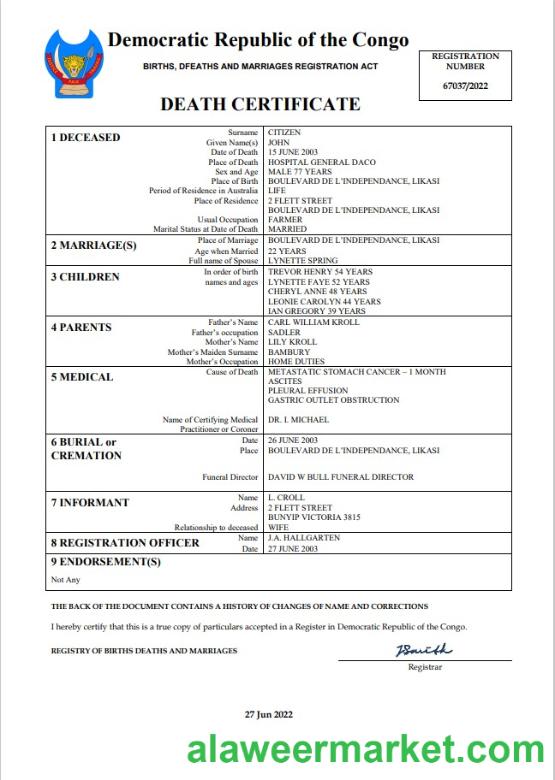 Democratic Republic of the Congo
BIRTHS, DFEATHS AND MARRIAGES REGISTRATION ACT
REGISTRATION
NUMBER
67037/2022
DEATH CERTIFICATE
1 DECEASED
Surname CITIZEN
Given Name(s) JOHN
Date of Death 15 JUNE 2003
Place of Death HOSPITAL GENERAL DACO
Sex and Age MALE 77 YEARS
Place of Birth BOULEVARD DE L'INDEPENDANCE, LIKASI
Period of Residence in Australia LIFE
Place of Residence 2 FLETT STREET
BOULEVARD DE L'INDEPENDANCE, LIKASI
Usual Occupation FARMER
Marital Status at Date of Death MARRIED
2 MARRIAGE(S)
Place of Marriage BOULEVARD DE L'INDEPENDANCE, LIKASI
Age when Married 22 YEARS
Full name of Spouse LYNETTE SPRING
3 CHILDREN
In order of birth TREVOR HENRY 54 YEARS
names and ages LYNETTE FAYE 52 YEARS
CHERYL ANNE 48 YEARS
LEONIE CAROLYN 44 YEARS
IAN GREGORY 39 YEARS
4 PARENTS
Father's Name CARL WILLIAM KROLL
Father's occupation SADLER
Mother's Name LILY KROLL
Mother's Maiden Surname BAMBURY
Mother's Occupation HOME DUTIES
5 MEDICAL
Cause of Death METASTATIC STOMACH CANCER – 1 MONTH
ASCITES
PLEURAL EFFUSION
GASTRIC OUTLET OBSTRUCTION
Name of Certifying Medical DR. I. MICHAEL
Practitioner or Coroner
6 BURIAL or
CREMATION
Date 26 JUNE 2003
Place BOULEVARD DE L'INDEPENDANCE, LIKASI
Funeral Director DAVID W BULL FUNERAL DIRECTOR
7 INFORMANT
Name L. CROLL
Address 2 FLETT STREET
BUNYIP VICTORIA 3815
Relationship to deceased WIFE
8 REGISTRATION OFFICER
Name J.A. HALLGARTEN
Date 27 JUNE 2003
9 ENDORSEMENT(S)
Not Any
THE BACK OF THE DOCUMENT CONTAINS A HISTORY OF CHANGES OF NAME AND CORRECTIONS
I hereby certify that this is a true copy of particulars accepted in a Register in Democratic Republic of the Congo.
REGISTRY OF BIRTHS DEATHS AND MARRIAGES
Registrar
27 Jun 2022
alaweermarket.com